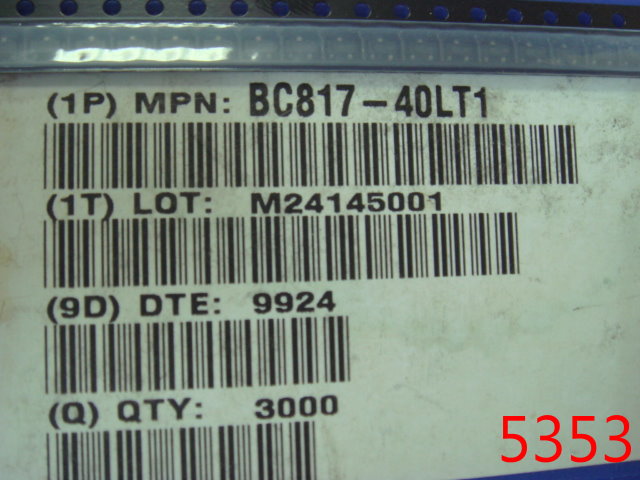 (1P) MPN: BC817-40LT1
(1T) LOT: M24145001
(9D) DTE: 9924
(Q) QTY: 3000
5353